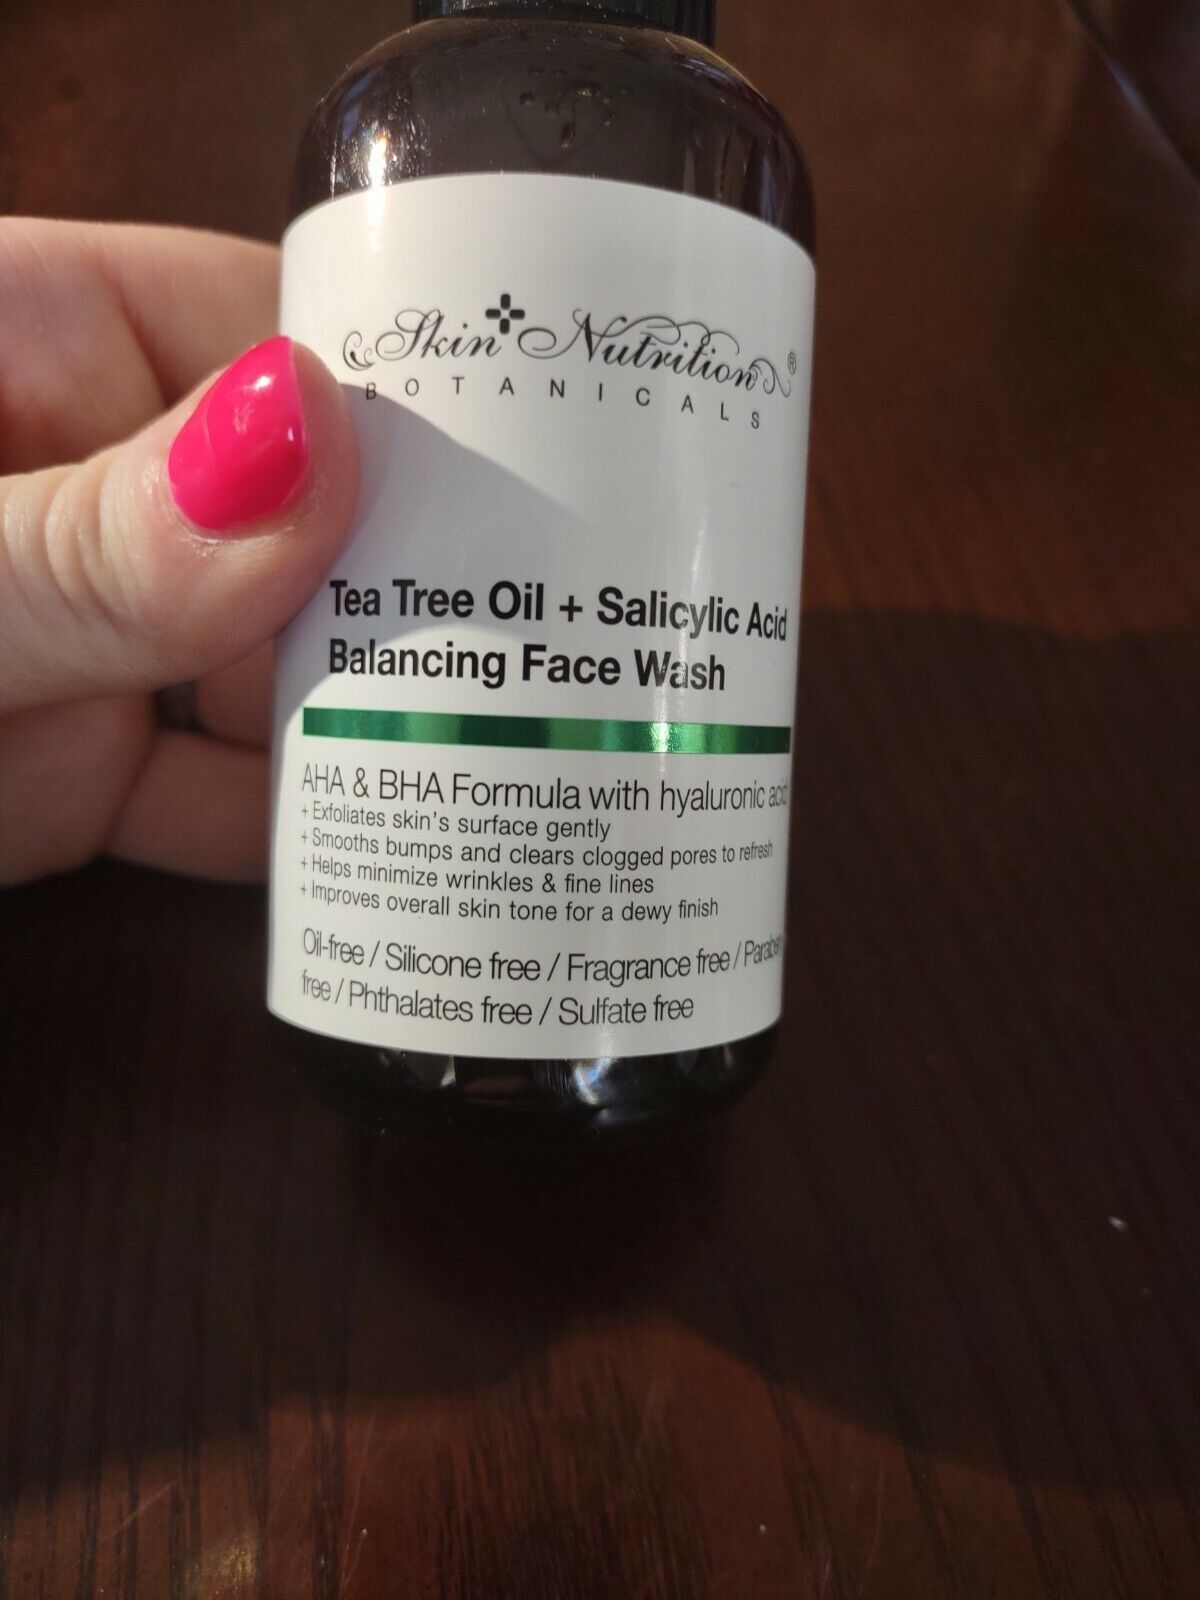 Skin Nutrition®
BOTANICALS
Tea Tree Oil + Salicylic Acid
Balancing Face Wash
AHA & BHA Formula with hyaluronic acid
+ Exfoliates skin's surface gently
+ Smooths bumps and clears clogged pores to refresh
+ Helps minimize wrinkles & fine lines
+ Improves overall skin tone for a dewy finish
Oil-free / Silicone free / Fragrance free / Paraben
free / Phthalates free / Sulfate free